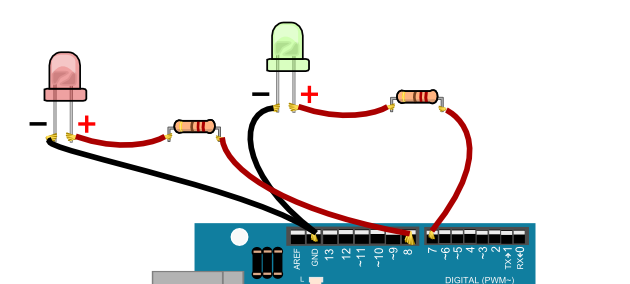 − +
− +
AREF GND 13 12 ~11 ~10 ~9 8 7 ~6 ~5 4 ~3 2 TX→1 RX←0
L
DIGITAL (PWM~)